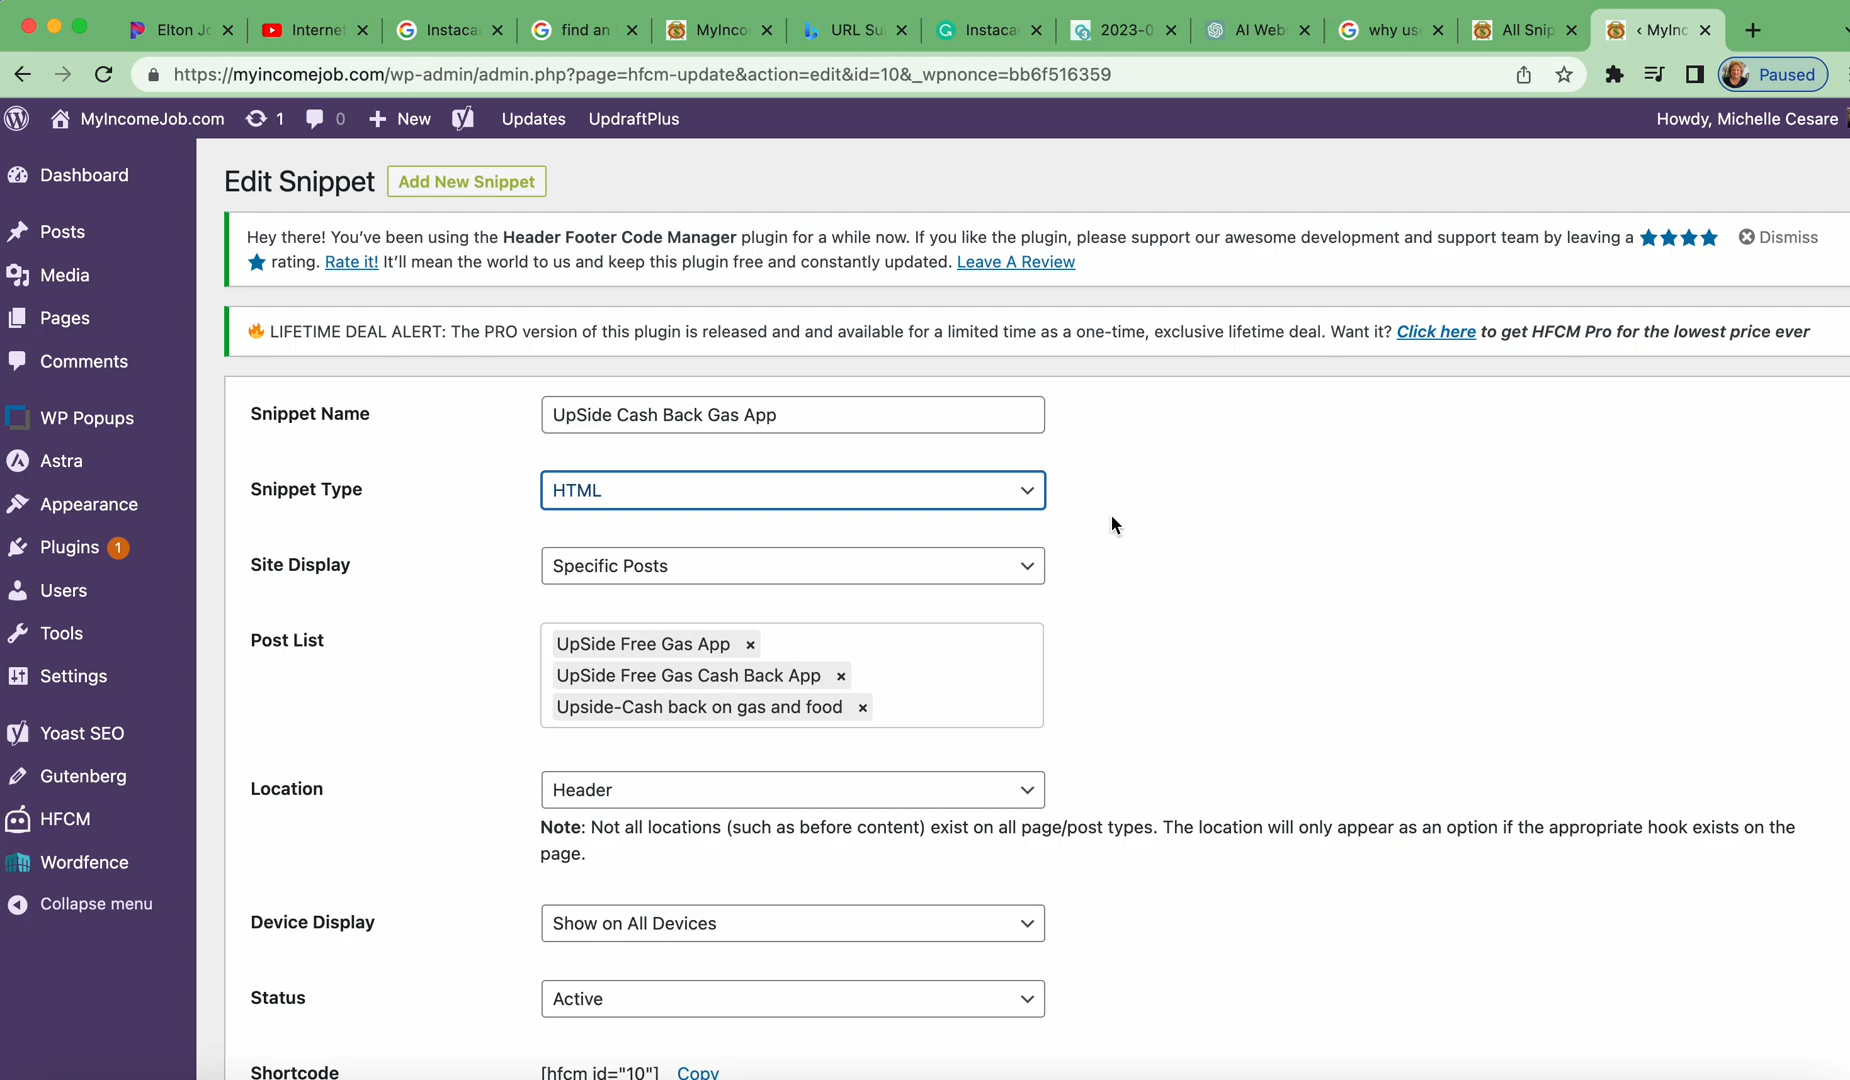 Elton Jo
Internet
Instaca
find an
MyInco
URL Su
Instaca
2023-0
AI Web
why us
All Snip
‹ MyInc
https://myincomejob.com/wp-admin/admin.php?page=hfcm-update&action=edit&id=10&_wpnonce=bb6f516359
Paused
MyIncomeJob.com
1
0
New
Updates
UpdraftPlus
Howdy, Michelle Cesare
Dashboard
Posts
Media
Pages
Comments
WP Popups
Astra
Appearance
Plugins 1
Users
Tools
Settings
Yoast SEO
Gutenberg
HFCM
Wordfence
Collapse menu
Edit Snippet
Add New Snippet
Hey there! You've been using the Header Footer Code Manager plugin for a while now. If you like the plugin, please support our awesome development and support team by leaving a
rating. Rate it! It'll mean the world to us and keep this plugin free and constantly updated. Leave A Review
Dismiss
LIFETIME DEAL ALERT: The PRO version of this plugin is released and and available for a limited time as a one-time, exclusive lifetime deal. Want it? Click here to get HFCM Pro for the lowest price ever
Snippet Name
UpSide Cash Back Gas App
Snippet Type
HTML
Site Display
Specific Posts
Post List
UpSide Free Gas App ×
UpSide Free Gas Cash Back App ×
Upside-Cash back on gas and food ×
Location
Header
Note: Not all locations (such as before content) exist on all page/post types. The location will only appear as an option if the appropriate hook exists on the
page.
Device Display
Show on All Devices
Status
Active
Shortcode
[hfcm id="10"] Copy